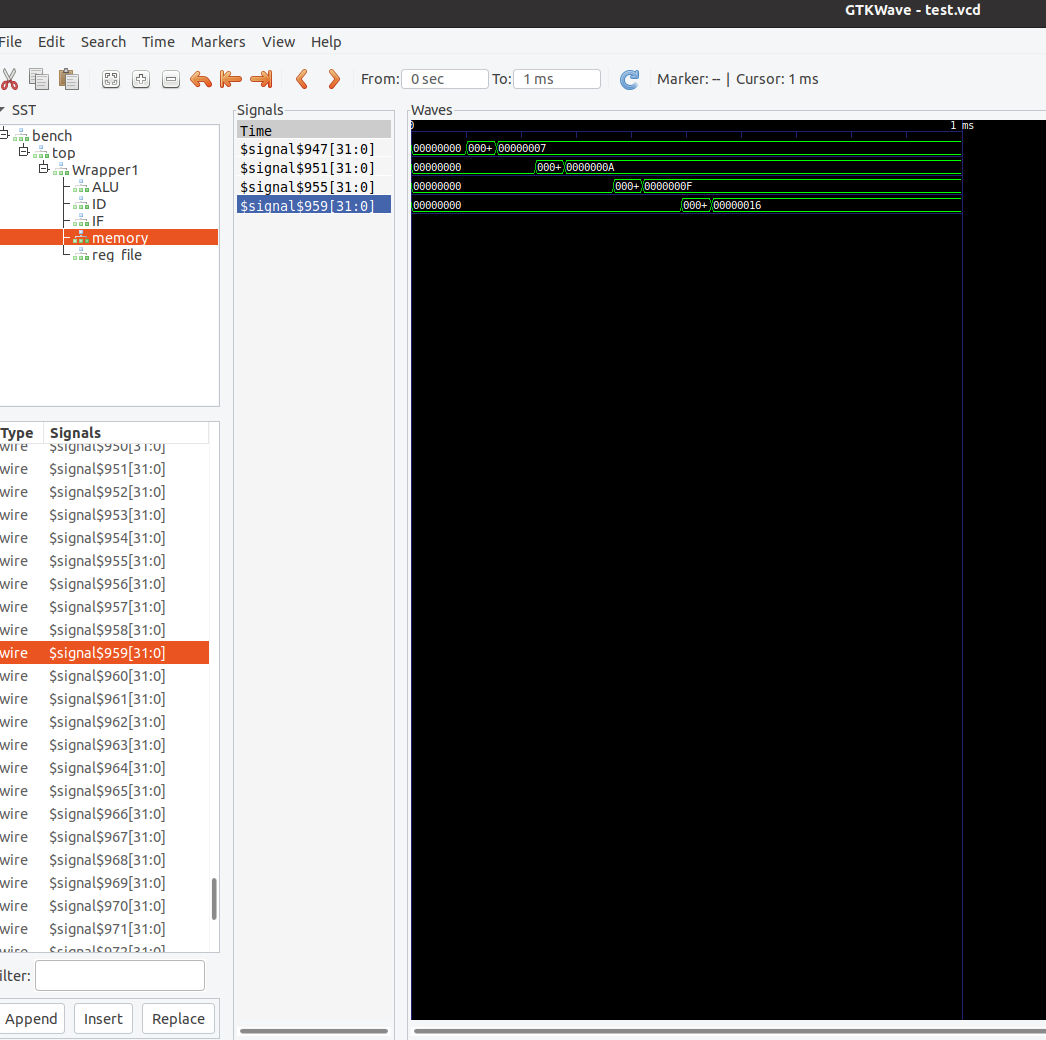 GTKWave - test.vcd
File Edit Search Time Markers View Help
From: 0 sec To: 1 ms Marker: -- | Cursor: 1 ms
SST
bench
top
Wrapper1
ALU
ID
IF
memory
reg_file
Type Signals
wire $signal$950[31:0]
wire $signal$951[31:0]
wire $signal$952[31:0]
wire $signal$953[31:0]
wire $signal$954[31:0]
wire $signal$955[31:0]
wire $signal$956[31:0]
wire $signal$957[31:0]
wire $signal$958[31:0]
wire $signal$959[31:0]
wire $signal$960[31:0]
wire $signal$961[31:0]
wire $signal$962[31:0]
wire $signal$963[31:0]
wire $signal$964[31:0]
wire $signal$965[31:0]
wire $signal$966[31:0]
wire $signal$967[31:0]
wire $signal$968[31:0]
wire $signal$969[31:0]
wire $signal$970[31:0]
wire $signal$971[31:0]
wire $signal$972[31:0]
ilter:
Append Insert Replace
Signals
Time
$signal$947[31:0]
$signal$951[31:0]
$signal$955[31:0]
$signal$959[31:0]
Waves
0 1 ms
00000000 000+ 00000007
00000000 000+ 0000000A
00000000 000+ 0000000F
00000000 000+ 00000016